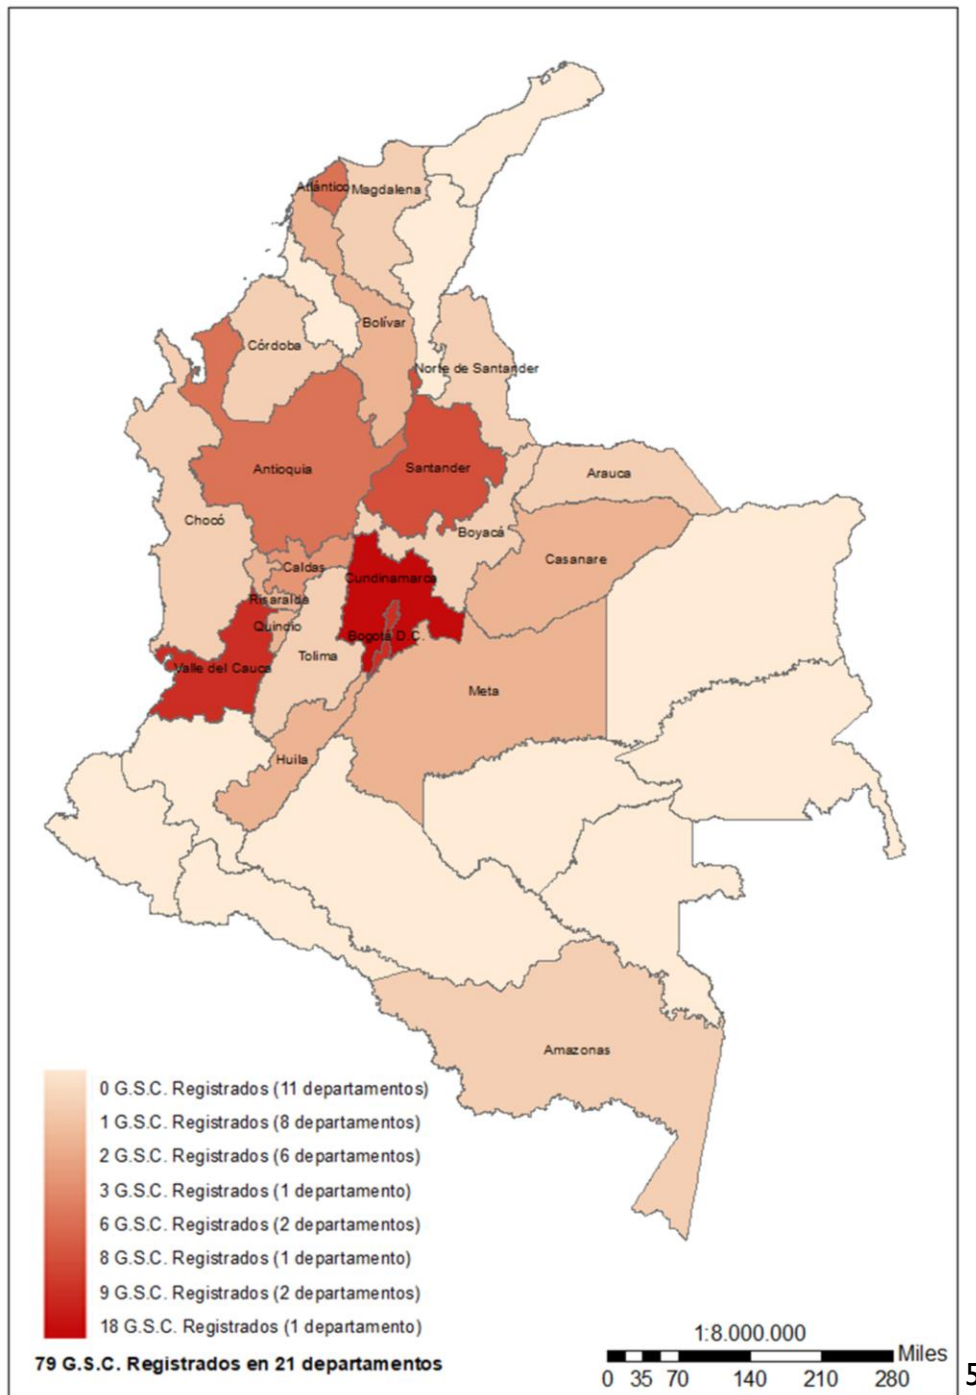 Atlántico
Magdalena
Bolívar
Córdoba
Norte de Santander
Antioquia
Santander
Arauca
Chocó
Boyacá
Casanare
Caldas
Cundinamarca
Risaralda
Quindío
Bogotá D.C.
Tolima
Valle del Cauca
Meta
Huila
Amazonas
0 G.S.C. Registrados (11 departamentos)
1 G.S.C. Registrados (8 departamentos)
2 G.S.C. Registrados (6 departamentos)
3 G.S.C. Registrados (1 departamento)
6 G.S.C. Registrados (2 departamentos)
8 G.S.C. Registrados (1 departamento)
9 G.S.C. Registrados (2 departamentos)
18 G.S.C. Registrados (1 departamento)
79 G.S.C. Registrados en 21 departamentos
1:8.000.000
Miles
0 35 70 140 210 280
5